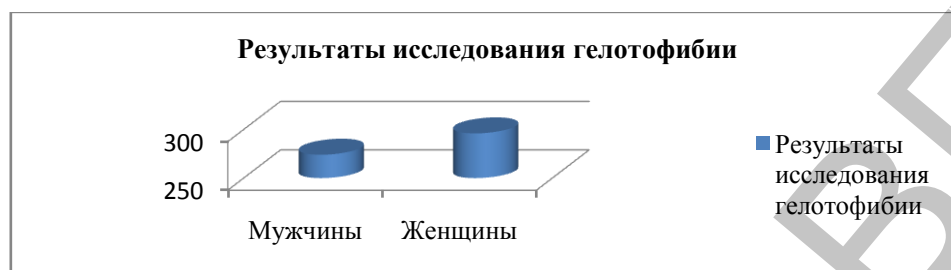 Результаты исследования гелотофибии
300
250
Мужчины Женщины
Результаты
исследования
гелотофибии